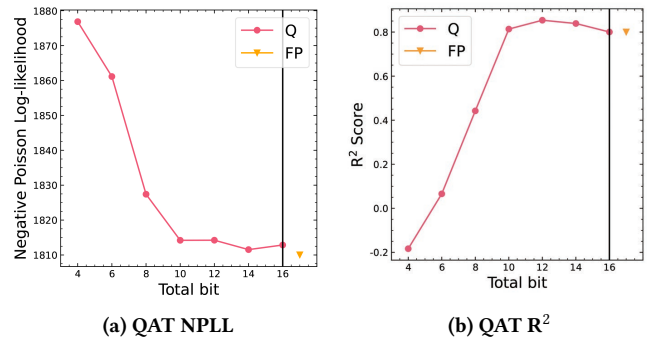 1880
1870
1860
1850
1840
1830
1820
1810
Negative Poisson Log-likelihood
Q
FP
4 6 8 10 12 14 16
Total bit
(a) QAT NPLL
0.8
0.6
0.4
0.2
0.0
-0.2
R² Score
Q
FP
4 6 8 10 12 14 16
Total bit
(b) QAT R²